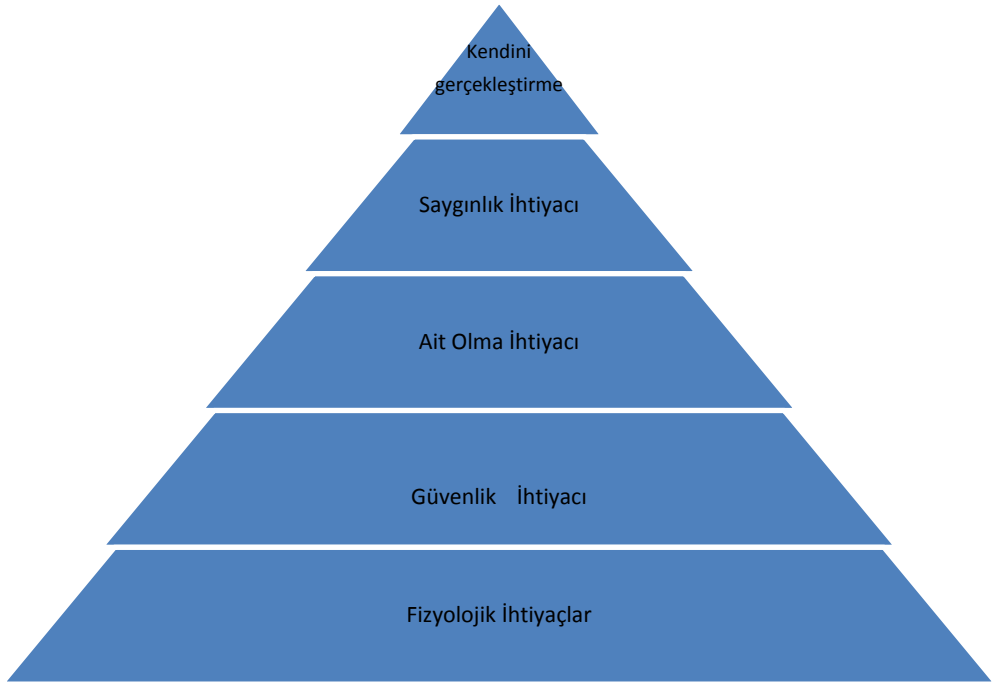 Kendini
gerçekleştirme
Saygınlık İhtiyacı
Ait Olma İhtiyacı
Güvenlik İhtiyacı
Fizyolojik İhtiyaçlar